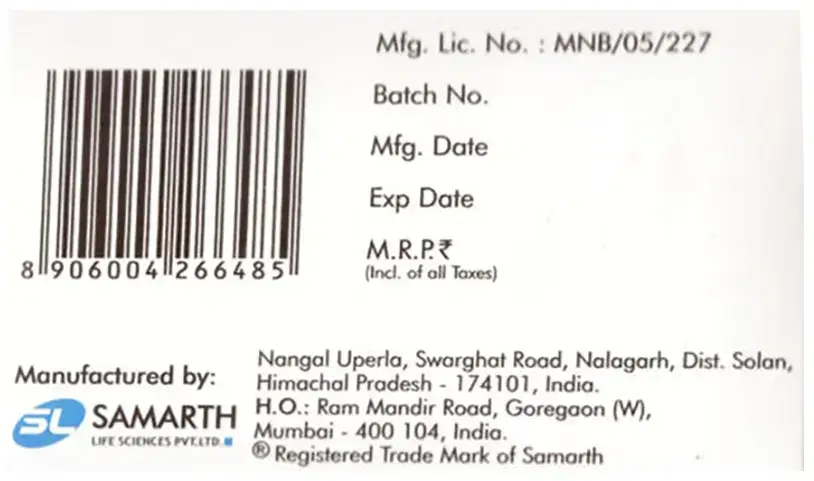 Mfg. Lic. No. : MNB/05/227
Batch No.
Mfg. Date
Exp Date
M.R.P.₹
(Incl. of all Taxes)
8 906004 266485
Manufactured by:
SL SAMARTH
LIFE SCIENCES PVT.LTD.
Nangal Uperla, Swarghat Road, Nalagarh, Dist. Solan,
Himachal Pradesh - 174101, India.
H.O.: Ram Mandir Road, Goregaon (W),
Mumbai - 400 104, India.
® Registered Trade Mark of Samarth